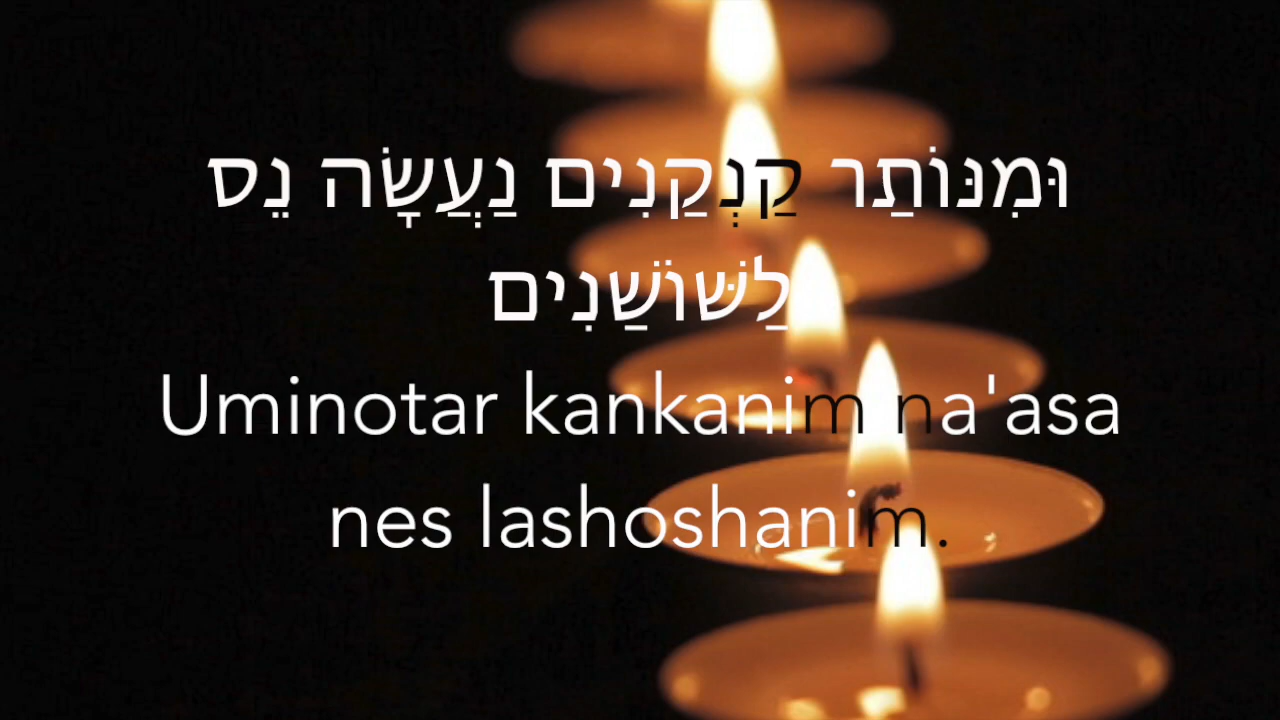 וּמִנּוֹתַר קַנְקַנִים נַעֲשָׂה נֵס
לַשּׁוֹשַׁנִים
Uminotar kankanim na'asa
nes lashoshanim.